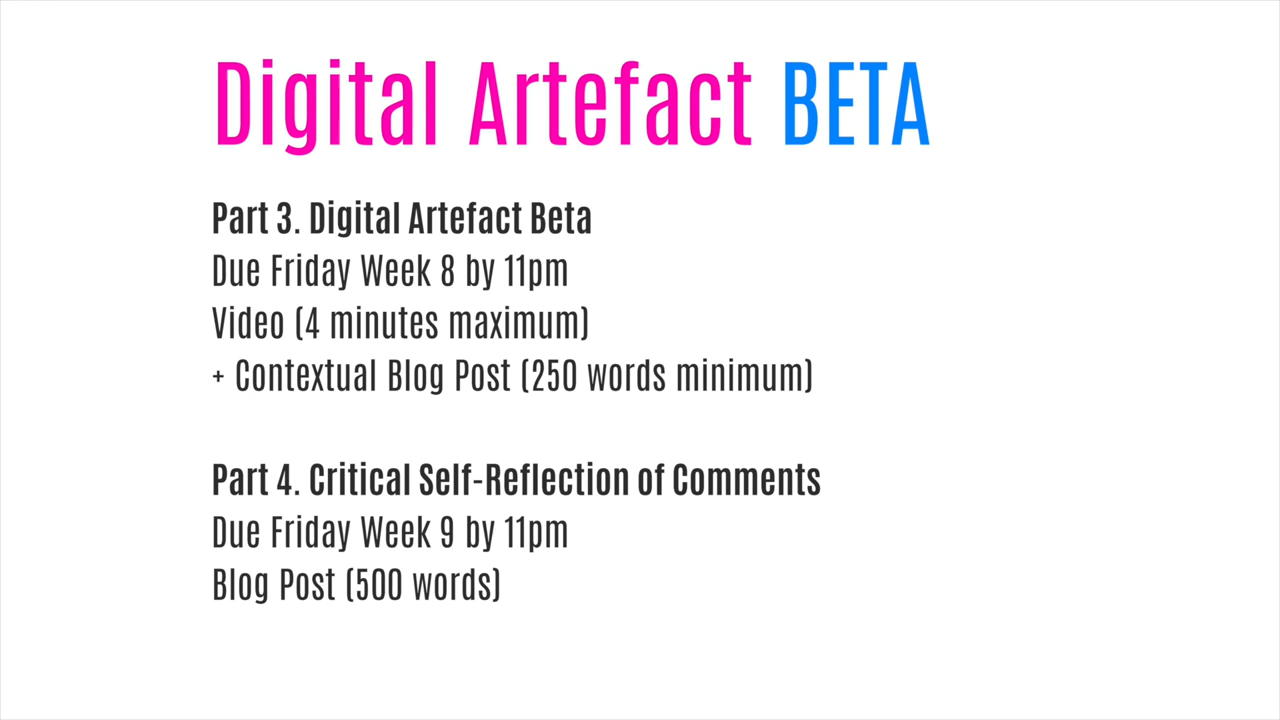 Digital Artefact BETA
Part 3. Digital Artefact Beta
Due Friday Week 8 by 11pm
Video (4 minutes maximum)
+ Contextual Blog Post (250 words minimum)
Part 4. Critical Self-Reflection of Comments
Due Friday Week 9 by 11pm
Blog Post (500 words)